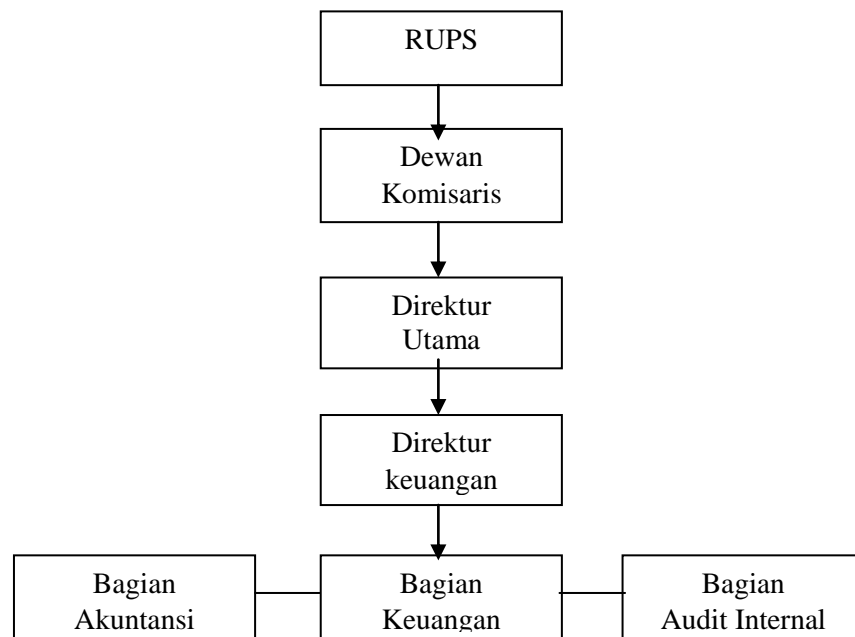 RUPS
Dewan
Komisaris
Direktur
Utama
Direktur
keuangan
Bagian
Akuntansi
Bagian
Keuangan
Bagian
Audit Internal